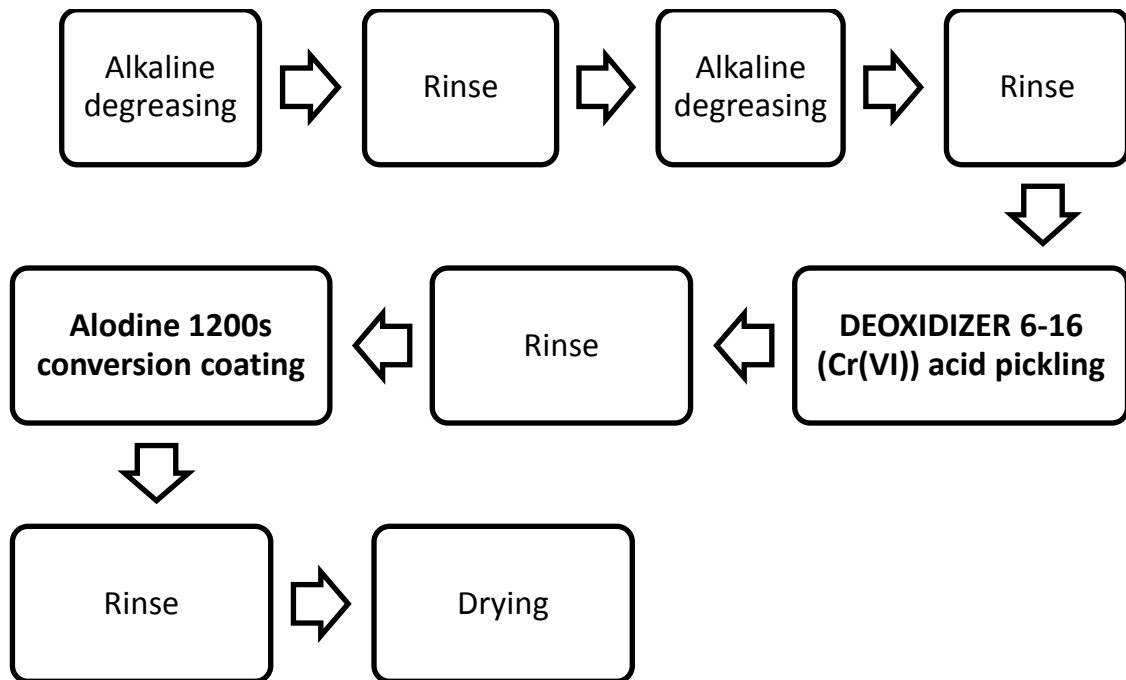 Alkaline
degreasing
Rinse
Alkaline
degreasing
Rinse
DEOXIDIZER 6-16
(Cr(VI)) acid pickling
Rinse
Alodine 1200s
conversion coating
Rinse
Drying